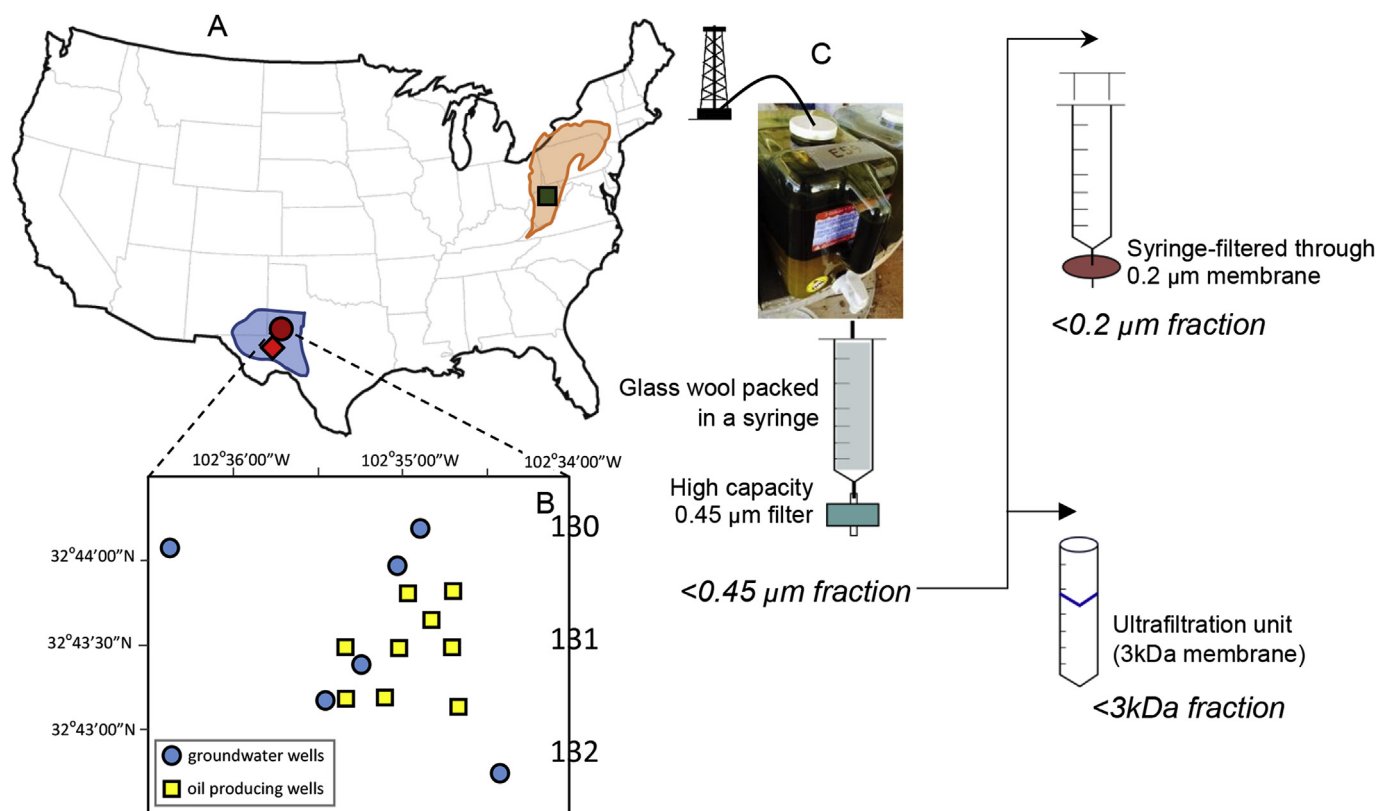 A
C
E5
Syringe-filtered through
0.2 µm membrane
<0.2 µm fraction
Glass wool packed
in a syringe
High capacity
0.45 µm filter
<0.45 µm fraction
Ultrafiltration unit
(3kDa membrane)
<3kDa fraction
102°36'00"W
102°35'00"W
102°34'00"W
B
130
131
132
32°44'00"N
32°43'30"N
32°43'00"N
groundwater wells
oil producing wells